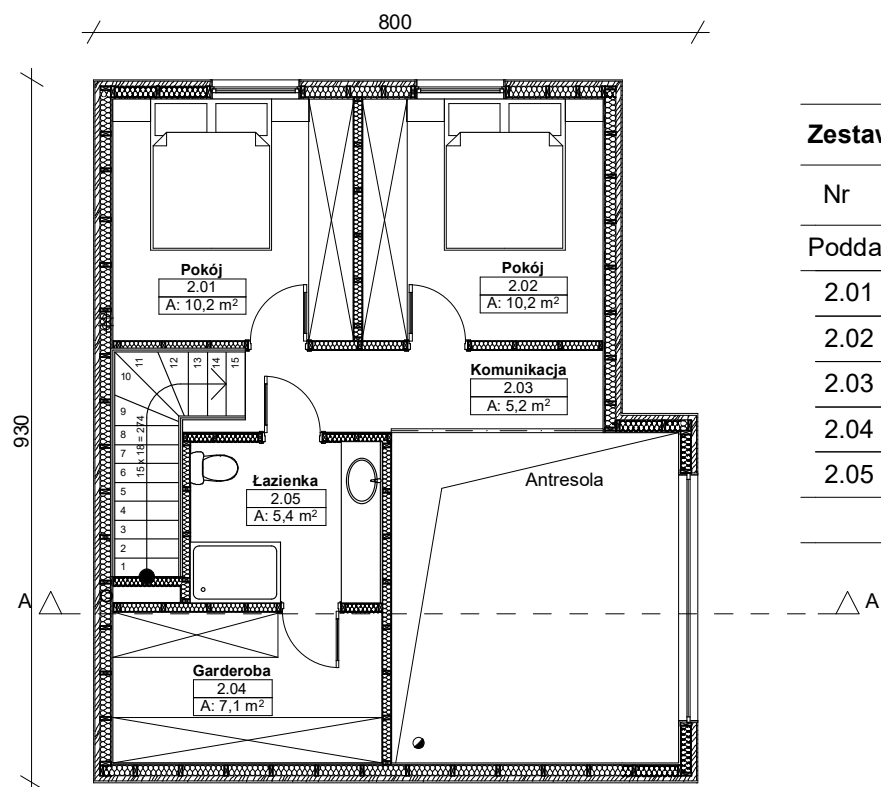 800
930
Pokój
2.01
A: 10,2 m²
Pokój
2.02
A: 10,2 m²
Komunikacja
2.03
A: 5,2 m²
Łazienka
2.05
A: 5,4 m²
Antresola
Garderoba
2.04
A: 7,1 m²
1
2
3
4
5
6
7
8
9
10
11
12
13
14
15
15 x 18 = 274
A
A
Zestaw
Nr
Podda
2.01
2.02
2.03
2.04
2.05